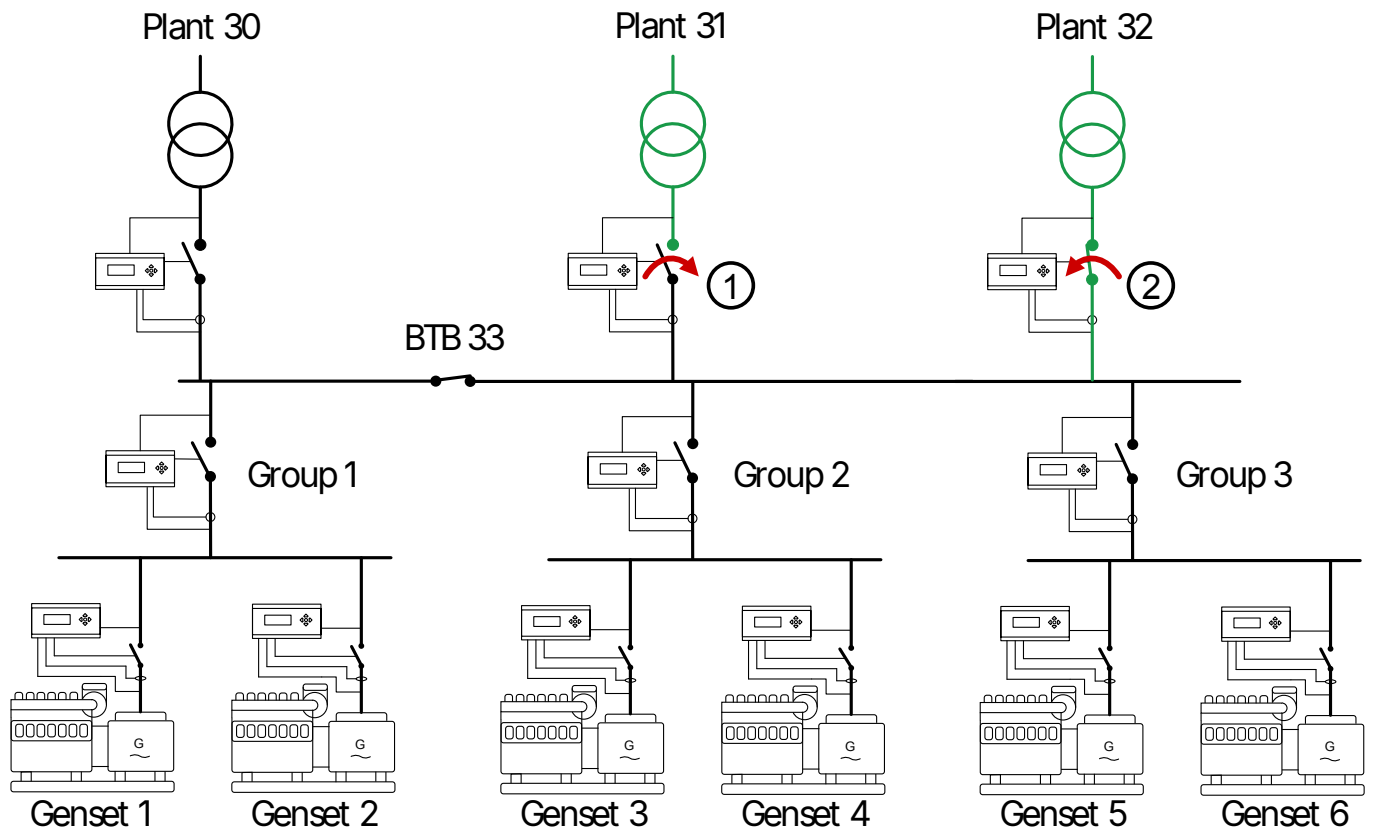 Plant 30
Plant 31
Plant 32
1
2
BTB 33
Group 1
Group 2
Group 3
G
G
G
G
G
G
Genset 1
Genset 2
Genset 3
Genset 4
Genset 5
Genset 6